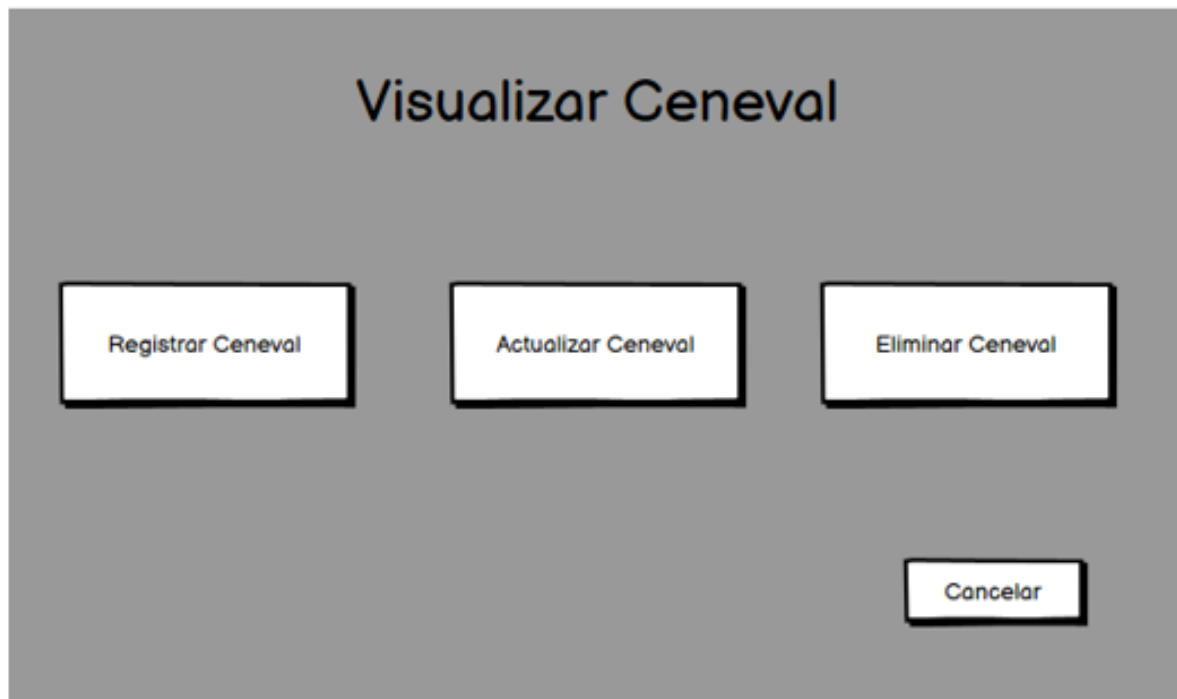 Visualizar Ceneval
Registrar Ceneval
Actualizar Ceneval
Eliminar Ceneval
Cancelar